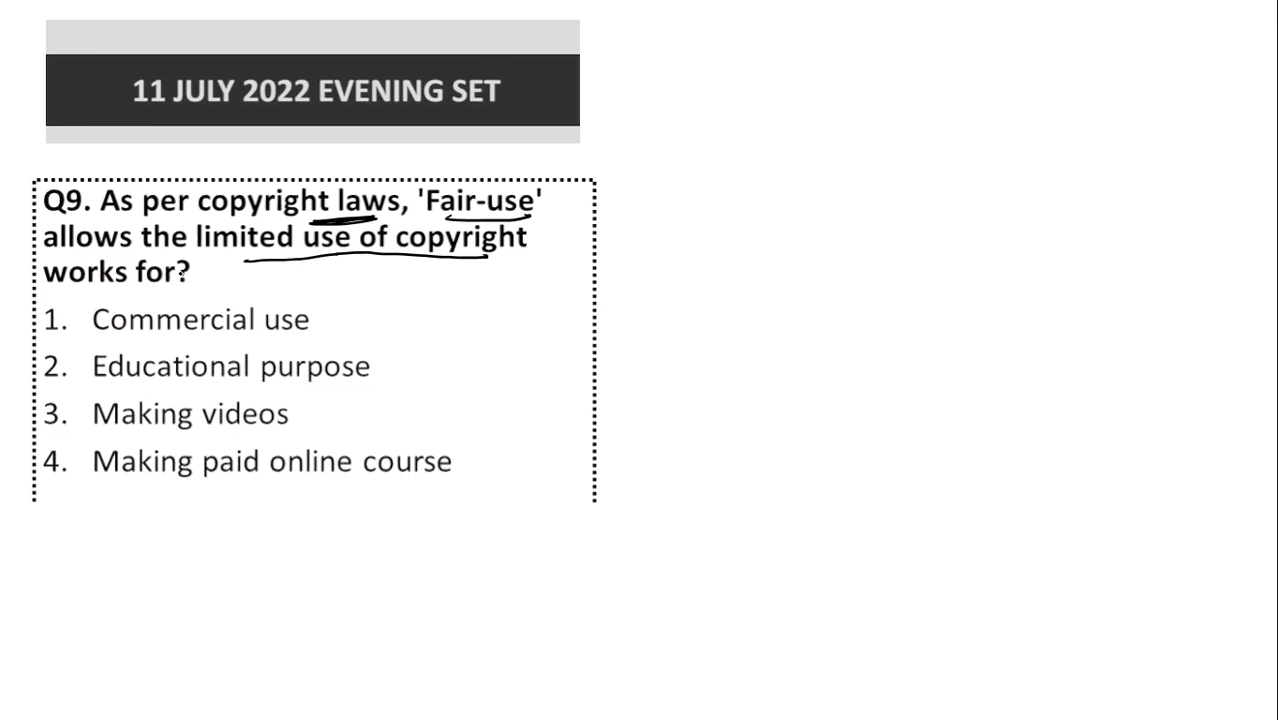 11 JULY 2022 EVENING SET
Q9. As per copyright laws, 'Fair-use'
allows the limited use of copyright
works for?
1. Commercial use
2. Educational purpose
3. Making videos
4. Making paid online course